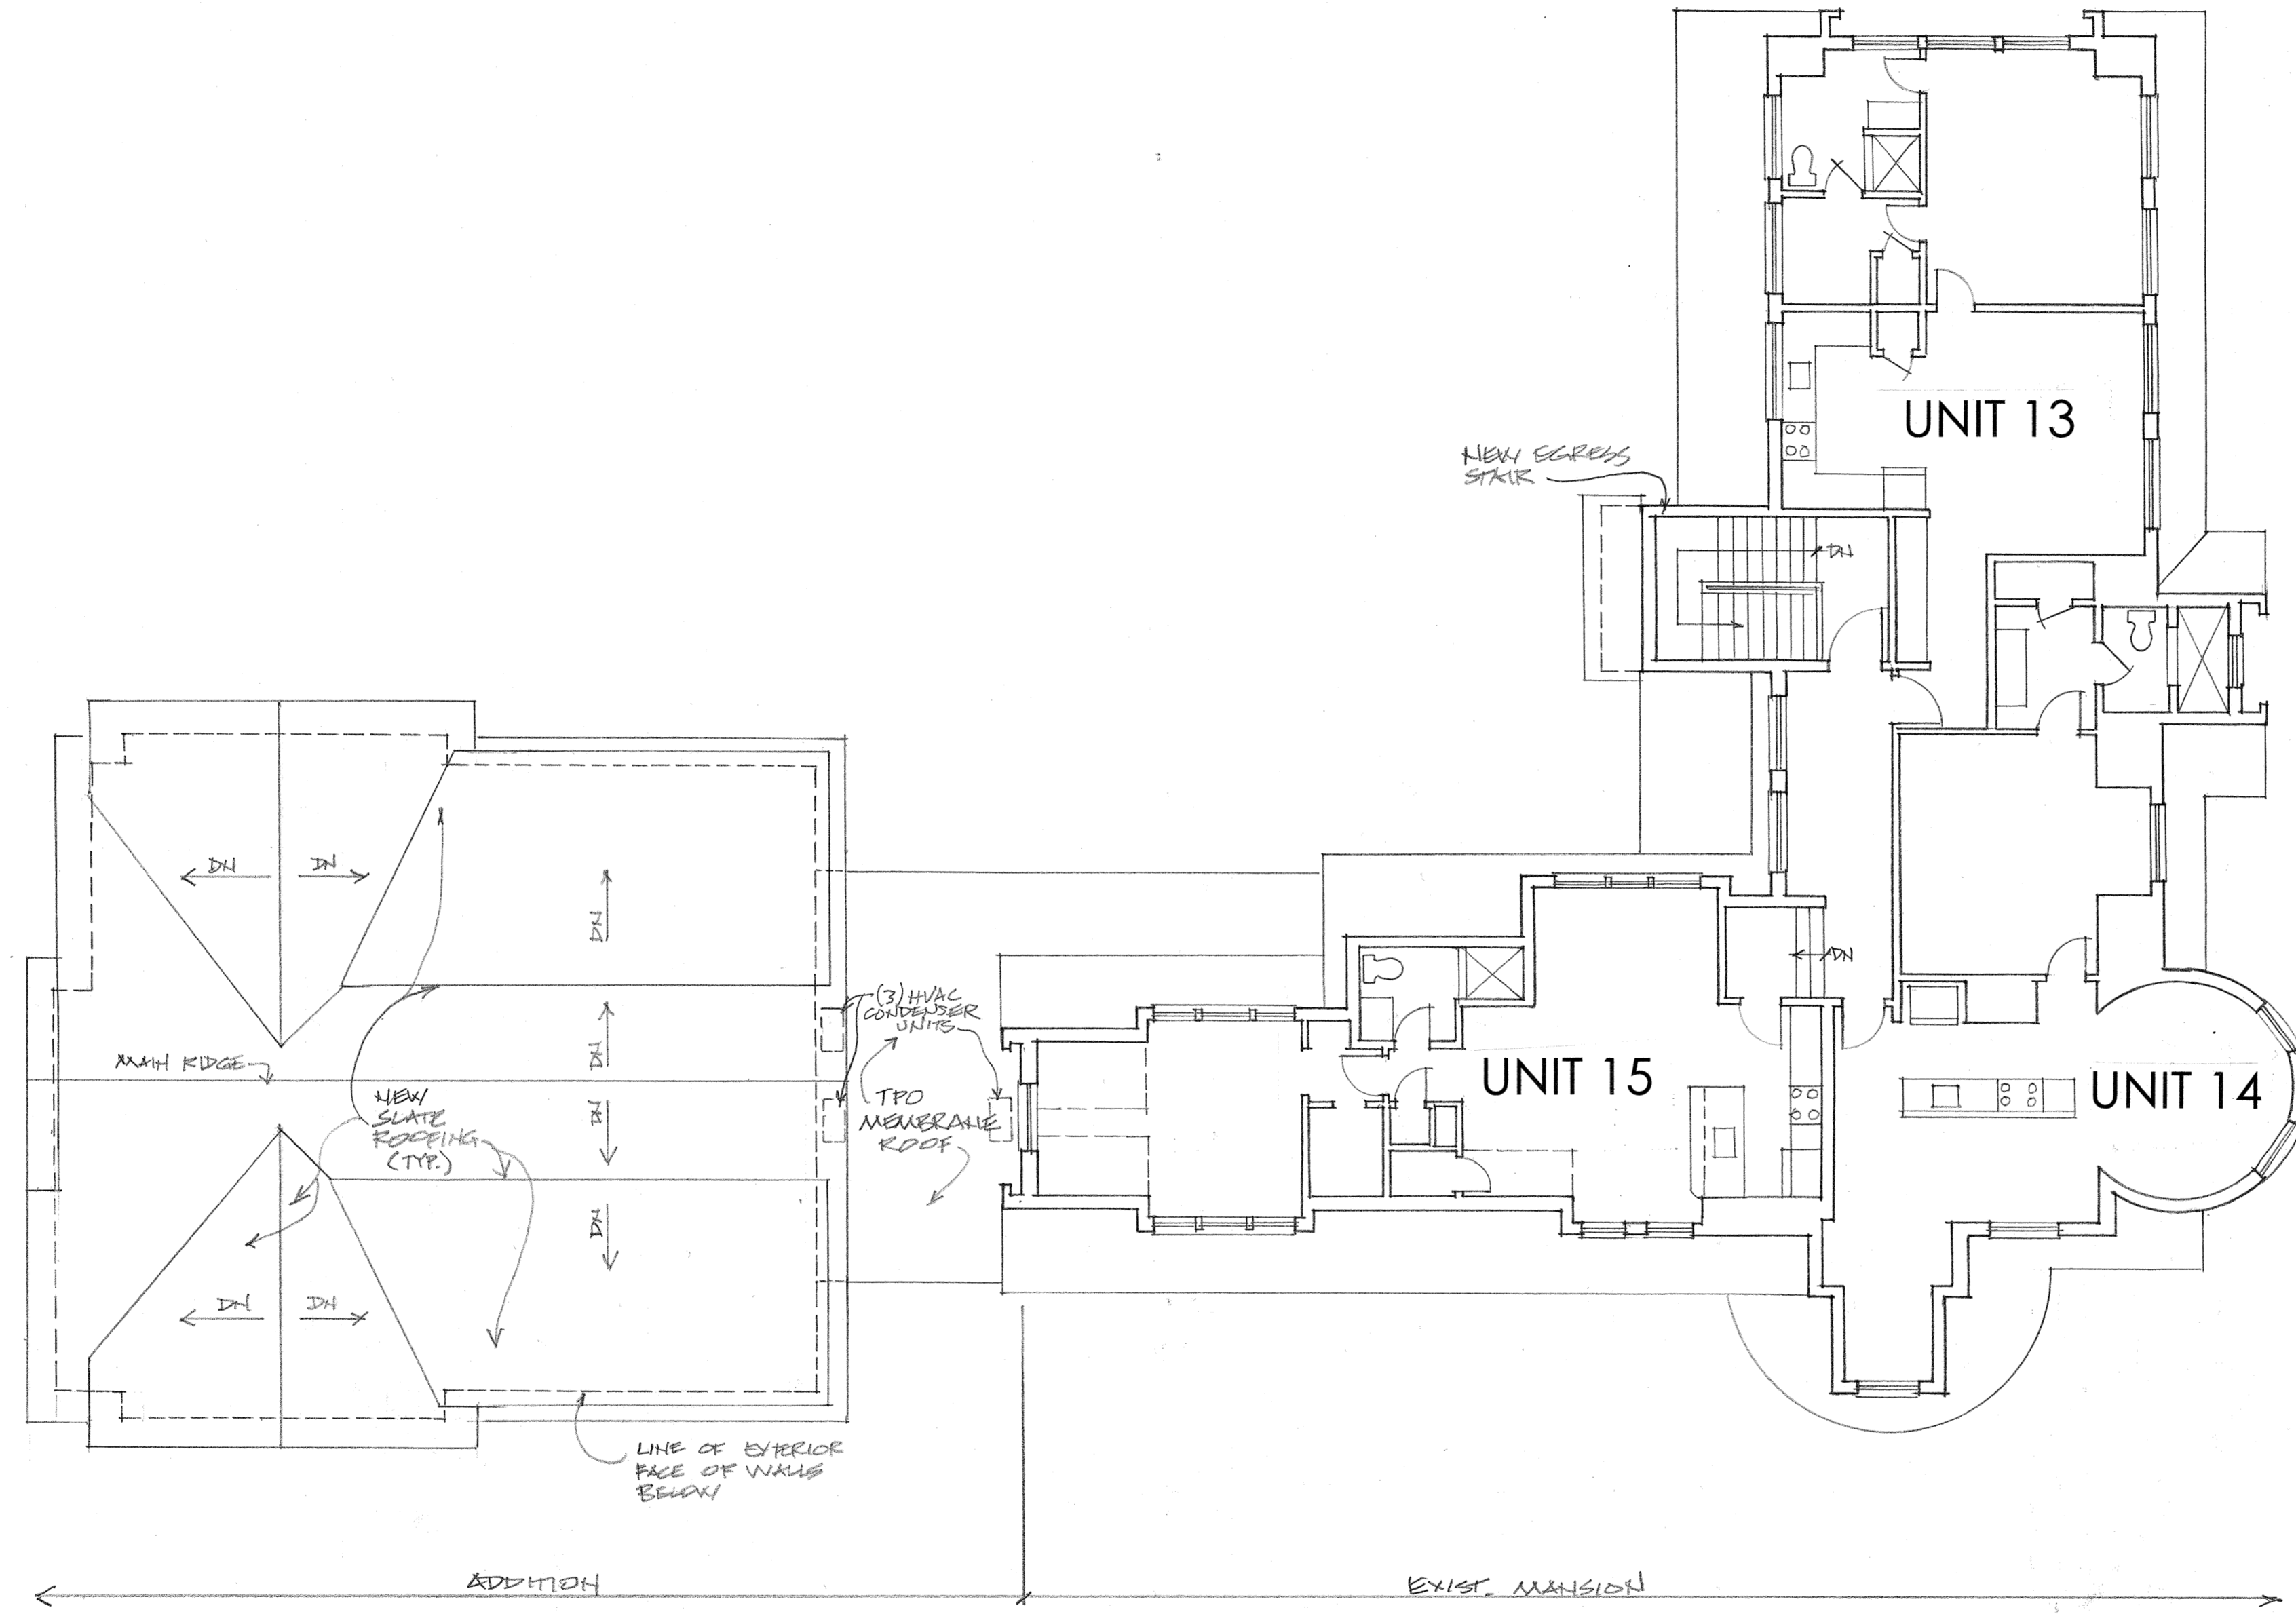 UNIT 13
NEW EGRESS
STAIR
DN
DN
DN
DN
DN
(3) HVAC
CONDENSER
UNITS
DN
MAIN RIDGE
UNIT 15
UNIT 14
NEW
SLATE
ROOFING
(TYP.)
TPO
MEMBRANE
ROOF
DN
DN
DN
DN
LINE OF EXTERIOR
FACE OF WALLS
BELOW
ADDITION
EXIST. MANSION